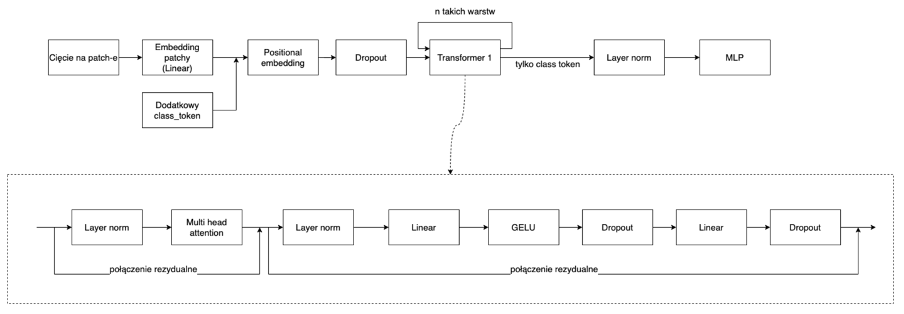 n takich warstw
Cięcie na patch-e
Embedding
patchy
(Linear)
Positional
embedding
Dropout
Transformer 1
tylko class token
Layer norm
MLP
Dodatkowy
class_token
Layer norm
Multi head
attention
Layer norm
Linear
GELU
Dropout
Linear
Dropout
połączenie rezydualne
połączenie rezydualne